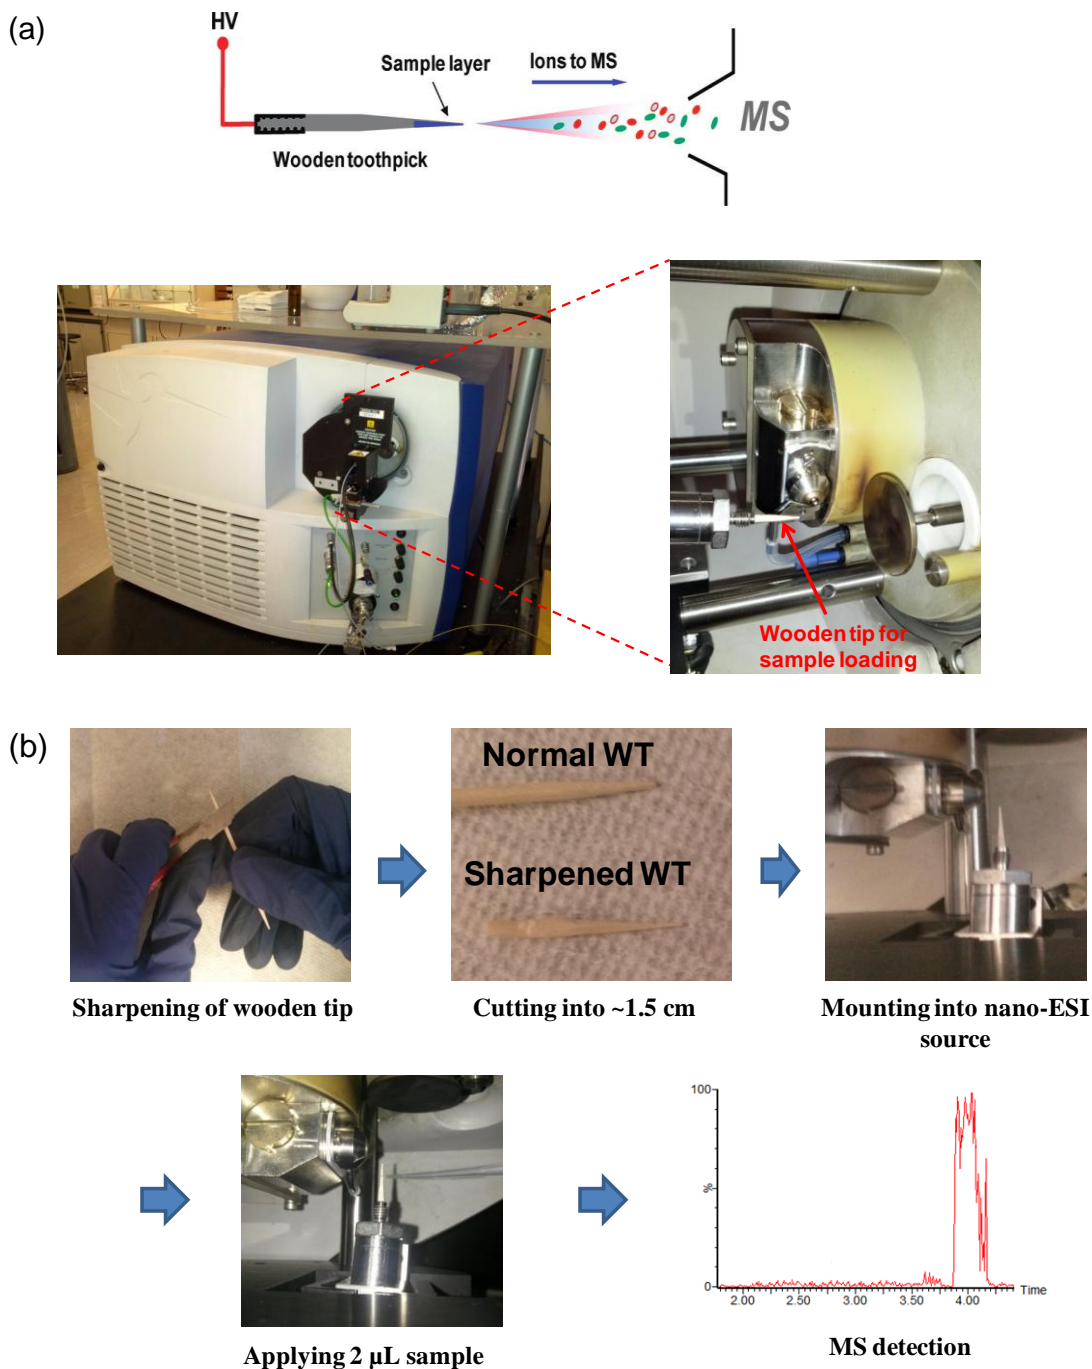 (a)
HV
Sample layer
Ions to MS
MS
Wooden toothpick
Wooden tip for
sample loading
(b)
Normal WT
Sharpened WT
Sharpening of wooden tip
Cutting into ~1.5 cm
Mounting into nano-ESI
source
100
%
0
2.00 2.50 3.00 3.50 4.00
Time
Applying 2 µL sample
MS detection